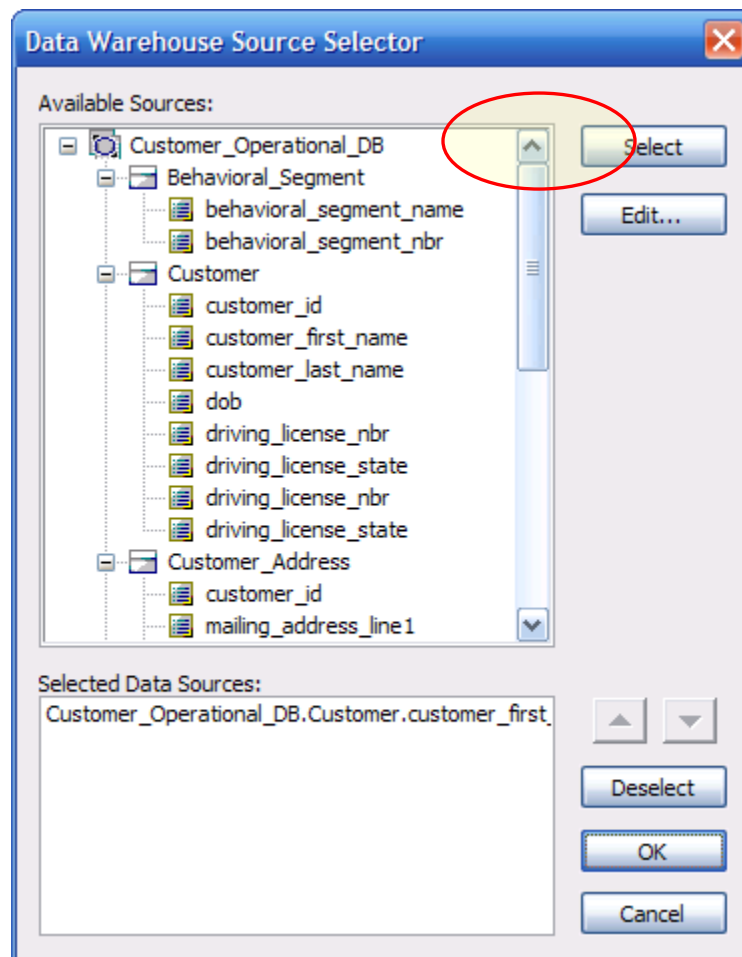 Data Warehouse Source Selector
Available Sources:
Customer_Operational_DB
Select
Behavioral_Segment
behavioral_segment_name
Edit...
behavioral_segment_nbr
Customer
customer_id
customer_first_name
customer_last_name
dob
driving_license_nbr
driving_license_state
driving_license_nbr
driving_license_state
Customer_Address
customer_id
mailing_address_line1
Selected Data Sources:
Customer_Operational_DB.Customer.customer_first_
Deselect
OK
Cancel